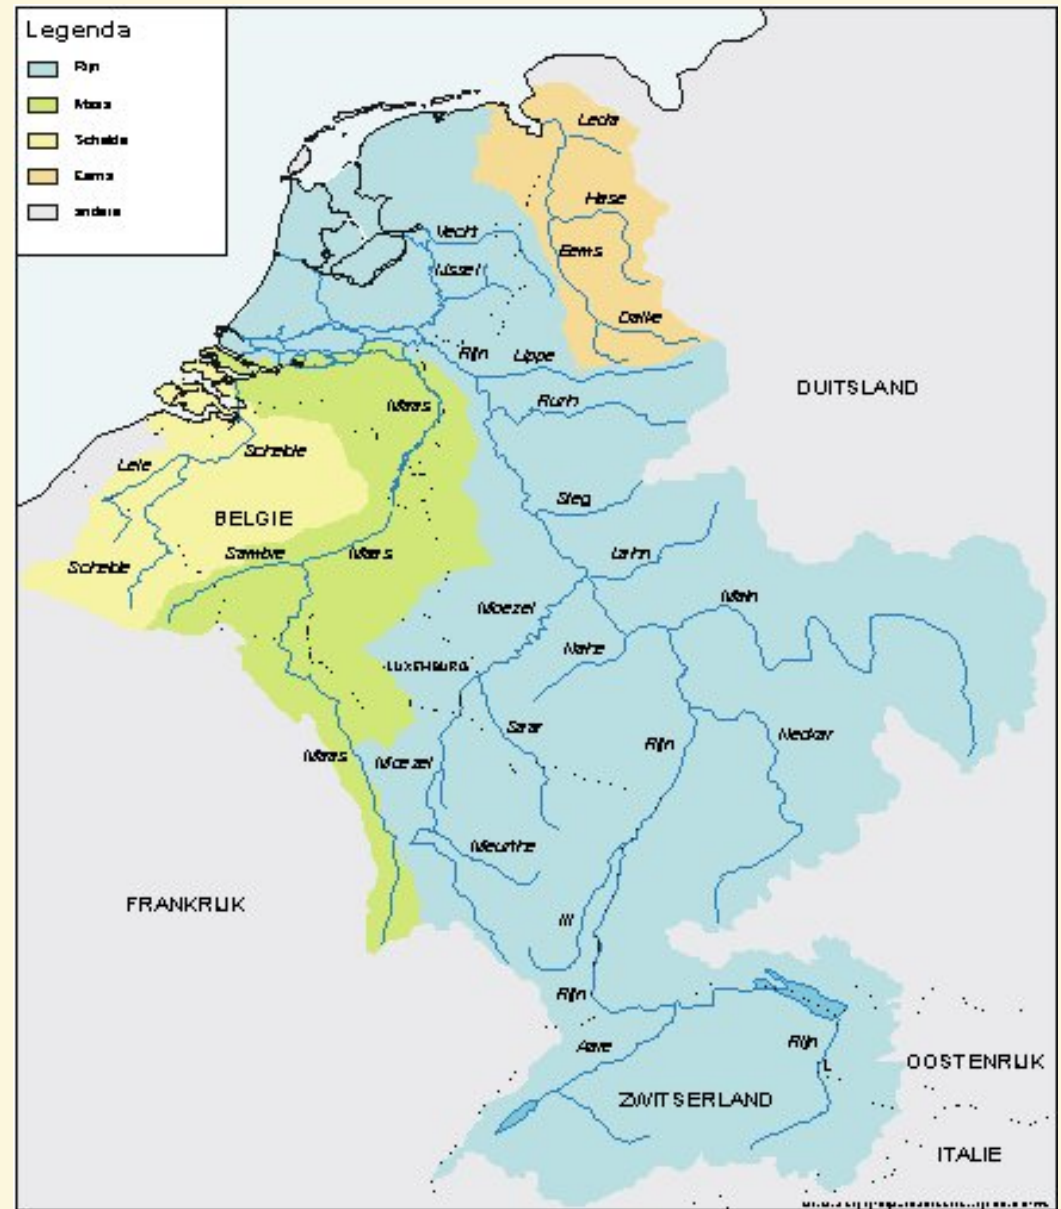 Legenda
Rijn
Maas
Schelde
Eems
andere
Leda
Hase
Vecht
Eems
IJssel
Dalke
Rijn
Lippe
DUITSLAND
Maas
Ruhr
Schelde
Leie
Sieg
BELGIE
Sambre
Maas
Lahn
Schelde
Moezel
Main
Nahe
LUXEMBURG
Saar
Rijn
Neckar
Maas
Moezel
Meurthe
FRANKRIJK
Ill
Rijn
Aare
Rijn
L
OOSTENRIJK
ZWITSERLAND
ITALIE